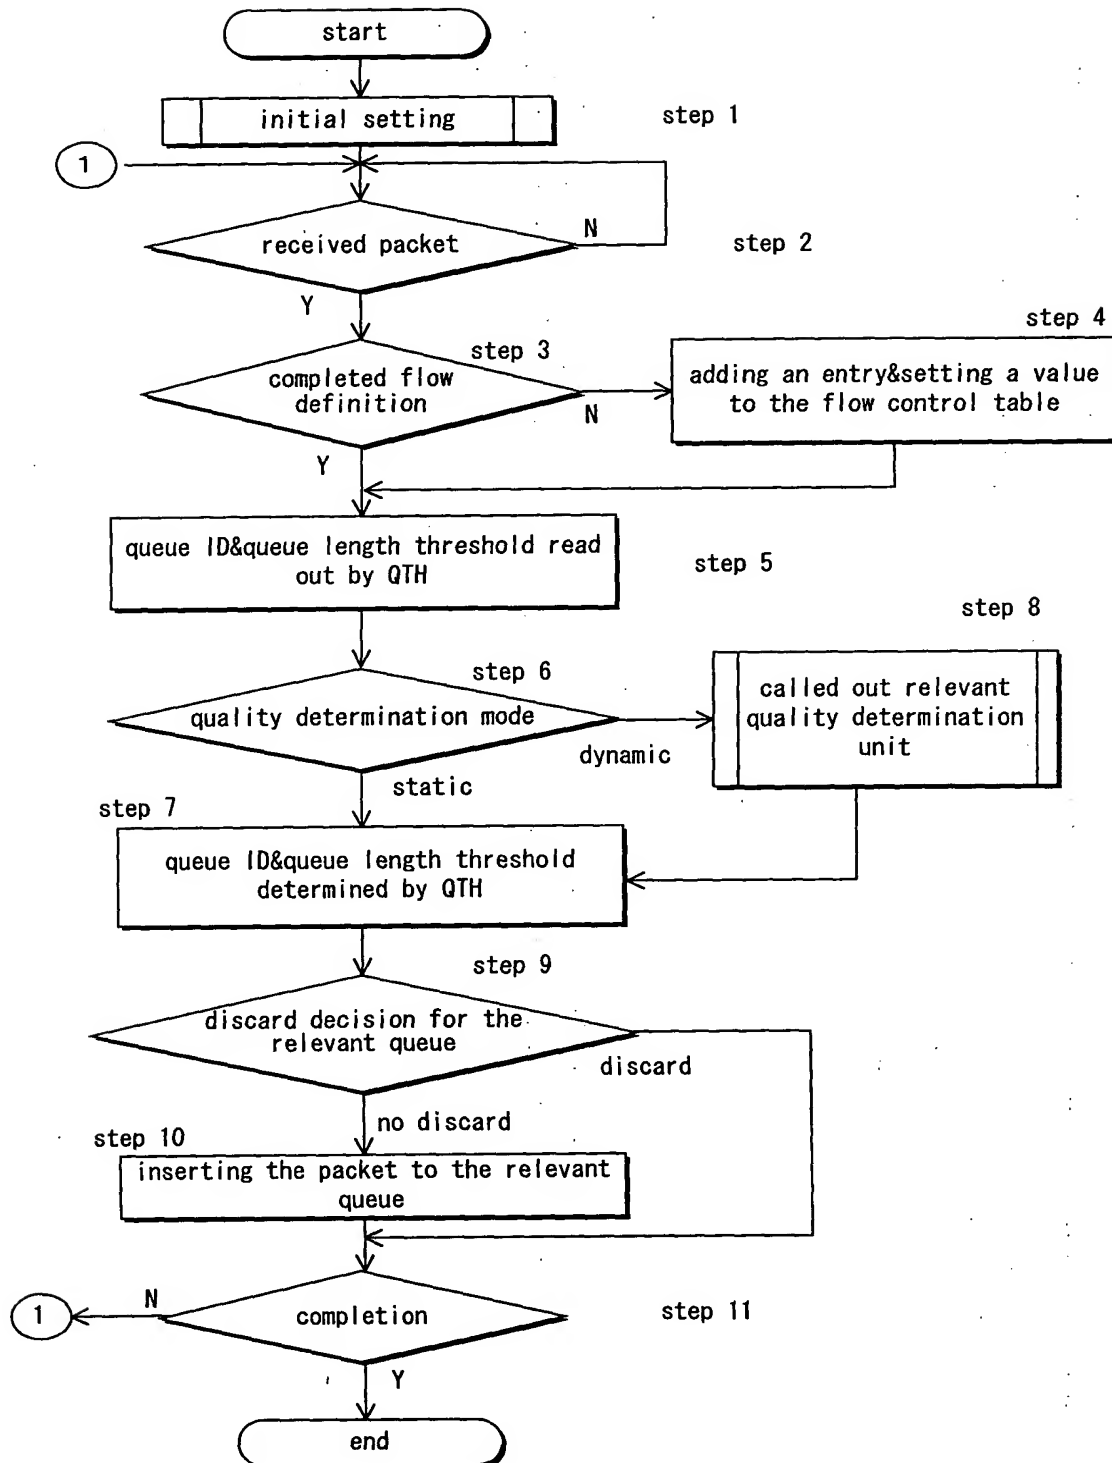 start
initial setting
step 1
1
N
received packet
step 2
Y
step 4
step 3
completed flow
definition
N
adding an entry&setting a value
to the flow control table
Y
queue ID&queue length threshold read
out by QTH
step 5
step 8
step 6
quality determination mode
called out relevant
quality determination
unit
dynamic
static
step 7
queue ID&queue length threshold
determined by QTH
step 9
discard decision for the
relevant queue
discard
no discard
step 10
inserting the packet to the relevant
queue
1
N
completion
step 11
Y
end